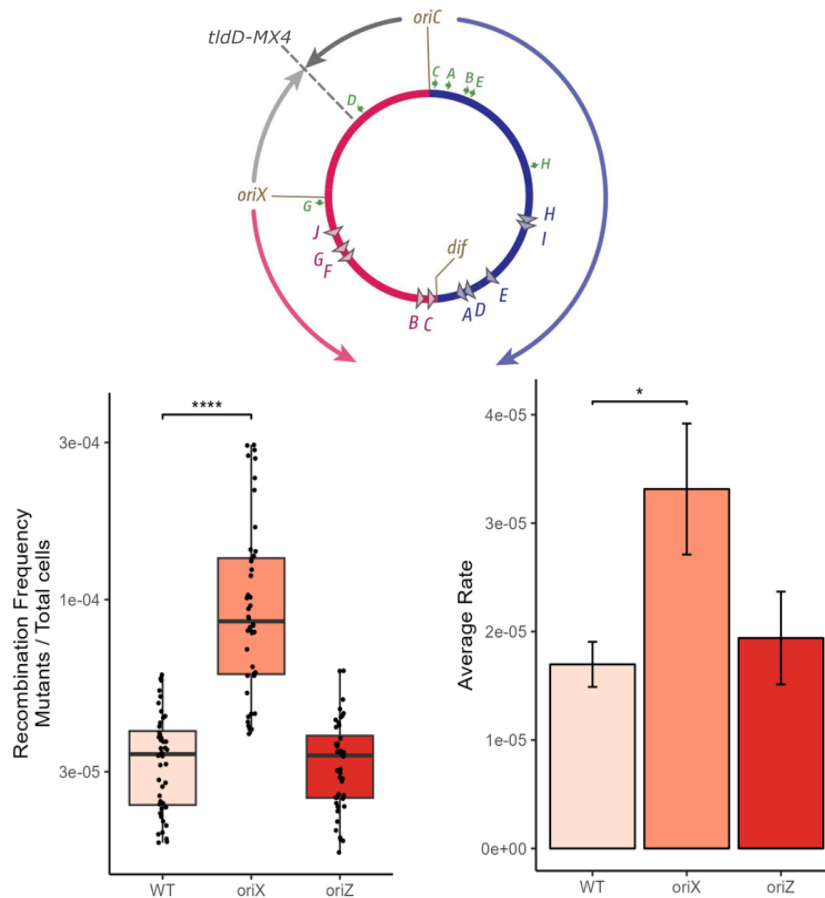 oriC
tldD-MX4
C A B E
D
H
oriX
G
H
J
I
G
F
dif
E
B C A D
****
3e-04
1e-04
3e-05
Recombination Frequency
Mutants / Total cells
WT oriX oriZ
*
4e-05
3e-05
2e-05
1e-05
0e+00
Average Rate
WT oriX oriZ